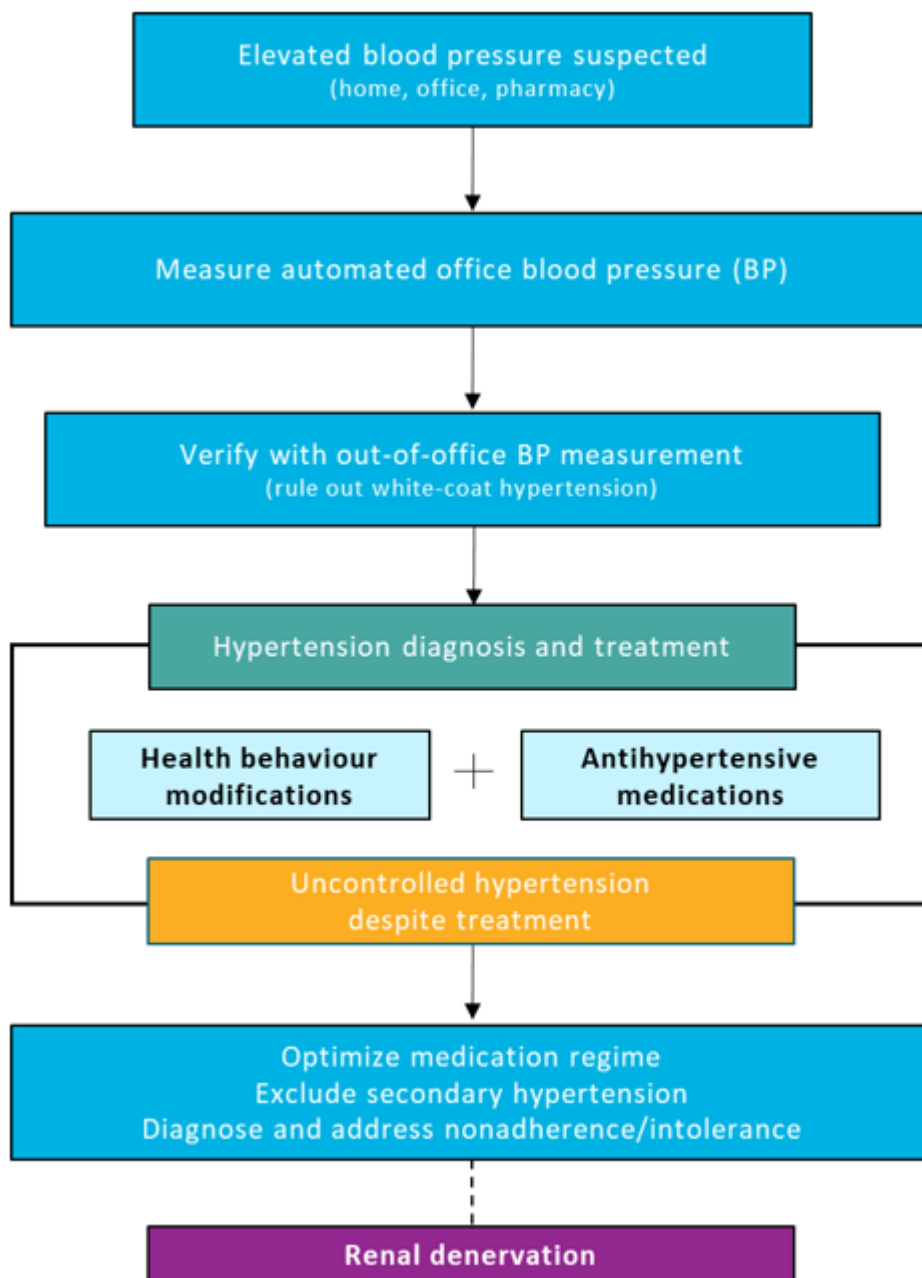 Elevated blood pressure suspected
(home, office, pharmacy)
Measure automated office blood pressure (BP)
Verify with out-of-office BP measurement
(rule out white-coat hypertension)
Hypertension diagnosis and treatment
Health behaviour
modifications
+
Antihypertensive
medications
Uncontrolled hypertension
despite treatment
Optimize medication regime
Exclude secondary hypertension
Diagnose and address nonadherence/intolerance
Renal denervation